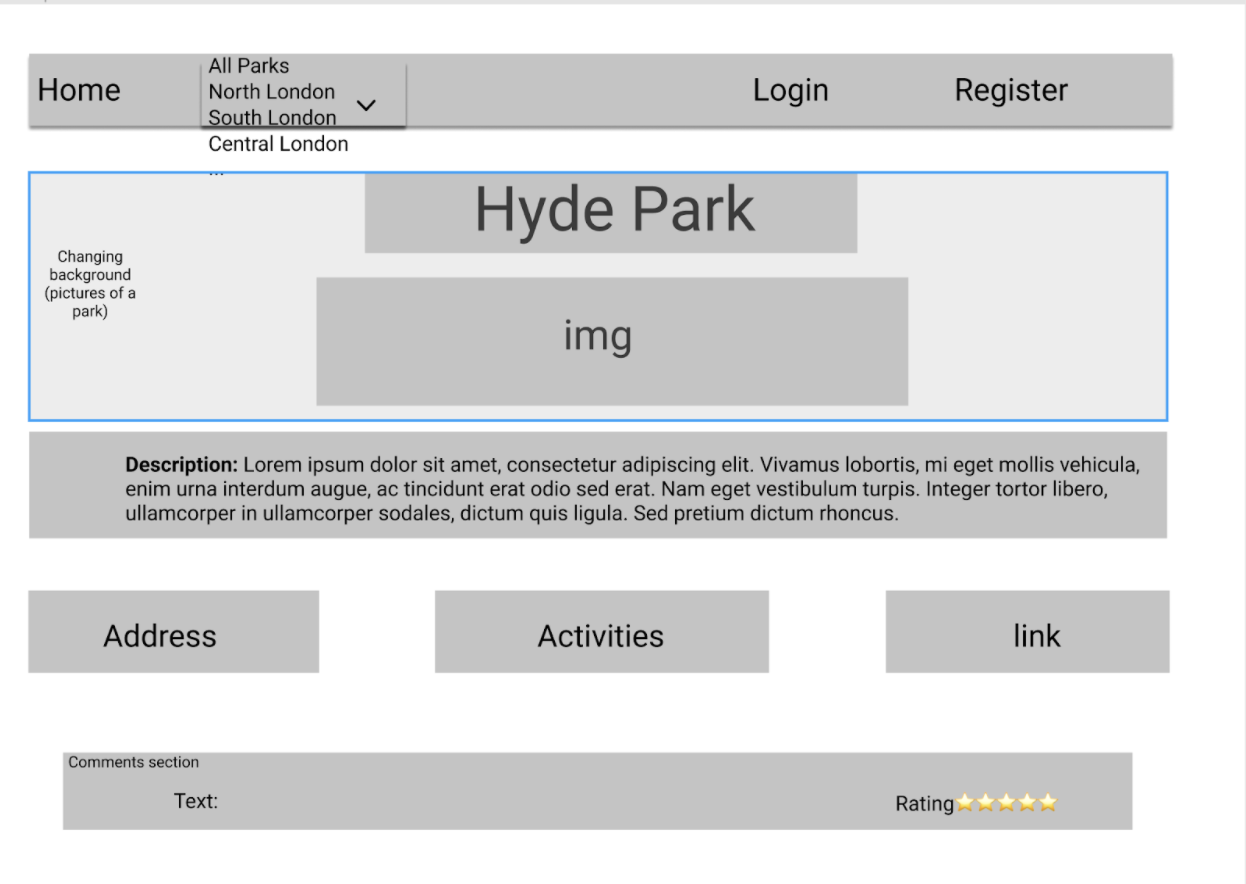 Home
All Parks
North London
South London
Central London
...
Login
Register
Hyde Park
Changing
background
(pictures of a
park)
img
Description: Lorem ipsum dolor sit amet, consectetur adipiscing elit. Vivamus lobortis, mi eget mollis vehicula,
enim urna interdum augue, ac tincidunt erat odio sed erat. Nam eget vestibulum turpis. Integer tortor libero,
ullamcorper in ullamcorper sodales, dictum quis ligula. Sed pretium dictum rhoncus.
Address
Activities
link
Comments section
Text:
Rating⭐⭐⭐⭐⭐